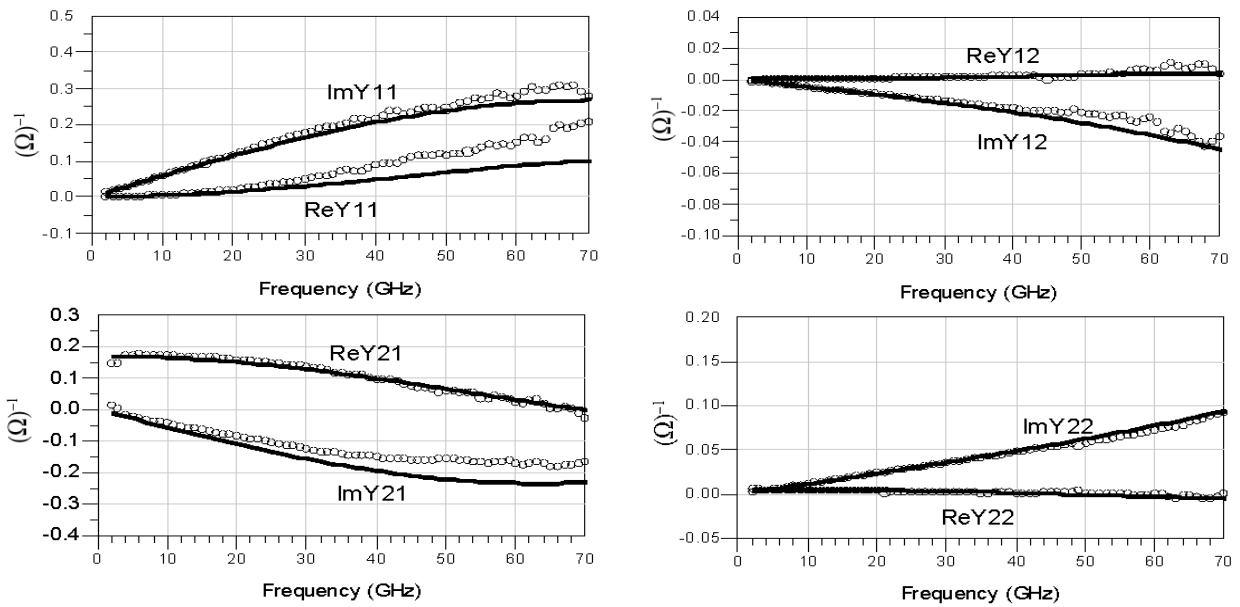 0.5
0.4
0.3
0.2
0.1
0.0
-0.1
(Ω)⁻¹
ImY11
ReY11
0 10 20 30 40 50 60 70
Frequency (GHz)
0.04
0.02
0.00
-0.02
-0.04
-0.06
-0.08
-0.10
ReY12
ImY12
0 10 20 30 40 50 60 70
Frequency (GHz)
0.3
0.2
0.1
0.0
-0.1
-0.2
-0.3
-0.4
(Ω)⁻¹
ReY21
ImY21
0 10 20 30 40 50 60 70
Frequency (GHz)
0.20
0.15
0.10
0.05
0.00
-0.05
ImY22
ReY22
0 10 20 30 40 50 60 70
Frequency (GHz)